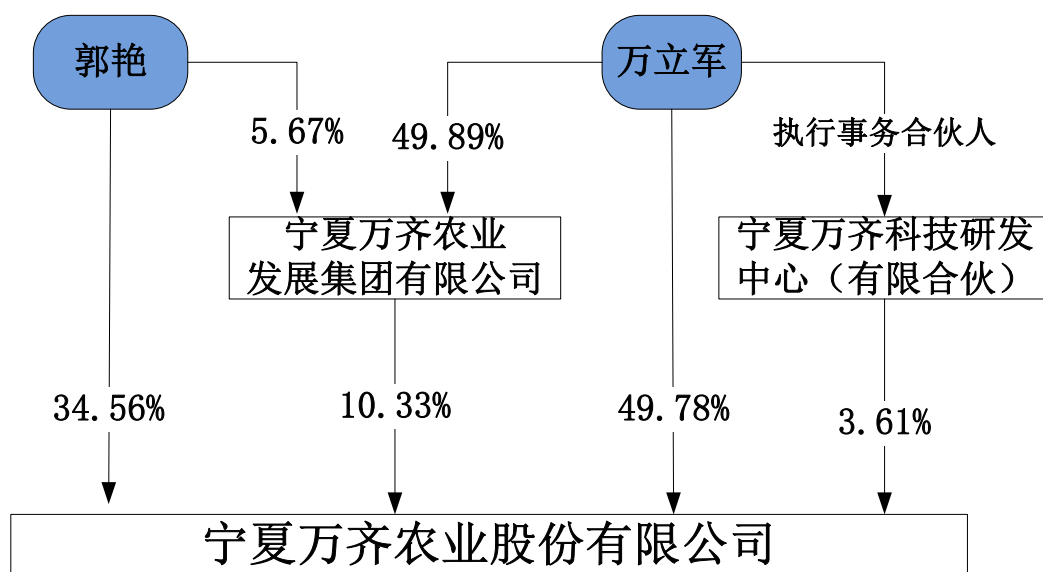 郭艳
万立军
5.67%
49.89%
执行事务合伙人
宁夏万齐农业
发展集团有限公司
宁夏万齐科技研发
中心（有限合伙）
34.56%
10.33%
49.78%
3.61%
宁夏万齐农业股份有限公司